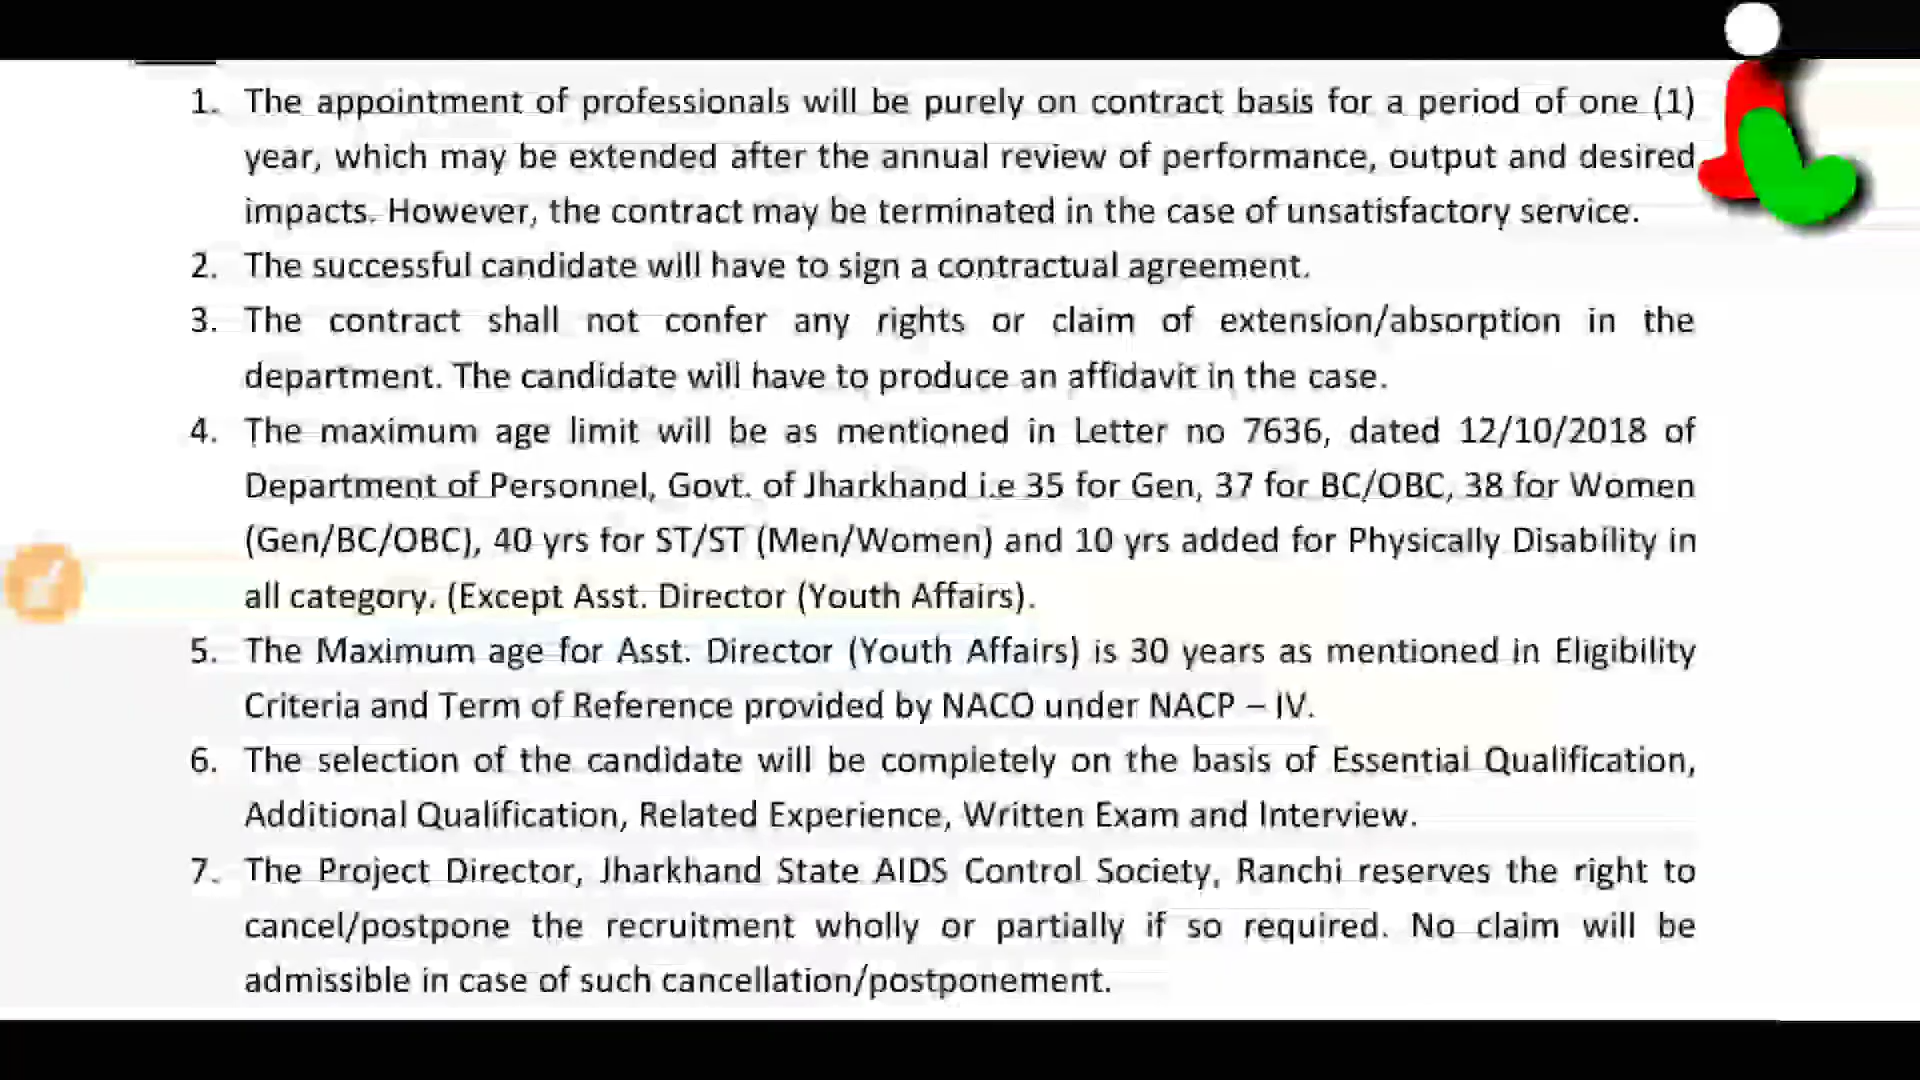 1. The appointment of professionals will be purely on contract basis for a period of one (1)
year, which may be extended after the annual review of performance, output and desired
impacts. However, the contract may be terminated in the case of unsatisfactory service.
2. The successful candidate will have to sign a contractual agreement.
3. The contract shall not confer any rights or claim of extension/absorption in the
department. The candidate will have to produce an affidavit in the case.
4. The maximum age limit will be as mentioned in Letter no 7636, dated 12/10/2018 of
Department of Personnel, Govt. of Jharkhand i.e 35 for Gen, 37 for BC/OBC, 38 for Women
(Gen/BC/OBC), 40 yrs for ST/ST (Men/Women) and 10 yrs added for Physically Disability in
all category. (Except Asst. Director (Youth Affairs).
5. The Maximum age for Asst. Director (Youth Affairs) is 30 years as mentioned in Eligibility
Criteria and Term of Reference provided by NACO under NACP – IV.
6. The selection of the candidate will be completely on the basis of Essential Qualification,
Additional Qualification, Related Experience, Written Exam and Interview.
7. The Project Director, Jharkhand State AIDS Control Society, Ranchi reserves the right to
cancel/postpone the recruitment wholly or partially if so required. No claim will be
admissible in case of such cancellation/postponement.